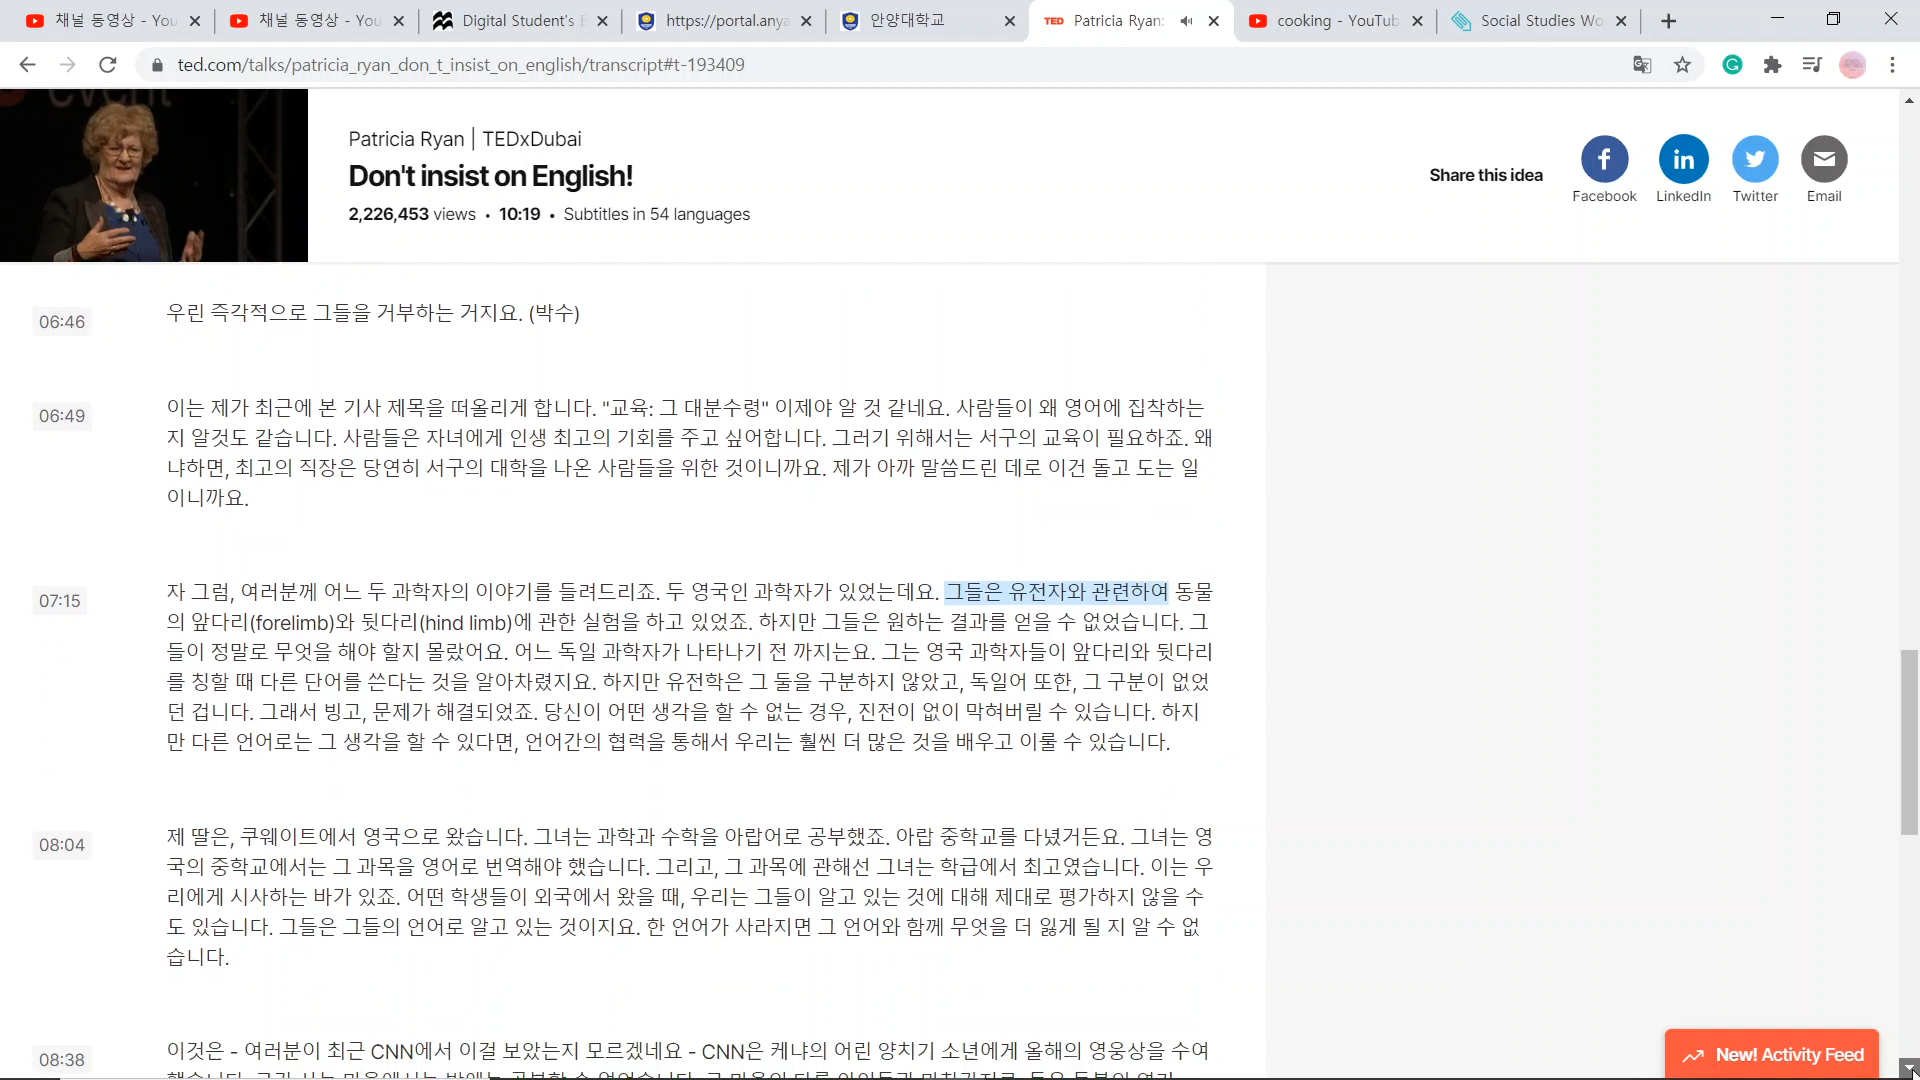 채널 동영상 - You
채널 동영상 - You
Digital Student's
https://portal.anya
안양대학교
TED Patricia Ryan:
cooking - YouTub
Social Studies Wo
ted.com/talks/patricia_ryan_don_t_insist_on_english/transcript#t-193409
Patricia Ryan | TEDxDubai
Don't insist on English!
2,226,453 views • 10:19 • Subtitles in 54 languages
Share this idea
Facebook
LinkedIn
Twitter
Email
06:46
우린 즉각적으로 그들을 거부하는 거지요. (박수)
06:49
이는 제가 최근에 본 기사 제목을 떠올리게 합니다. "교육: 그 대분수령" 이제야 알 것 같네요. 사람들이 왜 영어에 집착하는
지 알것도 같습니다. 사람들은 자녀에게 인생 최고의 기회를 주고 싶어합니다. 그러기 위해서는 서구의 교육이 필요하죠. 왜
냐하면, 최고의 직장은 당연히 서구의 대학을 나온 사람들을 위한 것이니까요. 제가 아까 말씀드린 데로 이건 돌고 도는 일
이니까요.
07:15
자 그럼, 여러분께 어느 두 과학자의 이야기를 들려드리죠. 두 영국인 과학자가 있었는데요. 그들은 유전자와 관련하여 동물
의 앞다리(forelimb)와 뒷다리(hind limb)에 관한 실험을 하고 있었죠. 하지만 그들은 원하는 결과를 얻을 수 없었습니다. 그
들이 정말로 무엇을 해야 할지 몰랐어요. 어느 독일 과학자가 나타나기 전 까지는요. 그는 영국 과학자들이 앞다리와 뒷다리
를 칭할 때 다른 단어를 쓴다는 것을 알아차렸지요. 하지만 유전학은 그 둘을 구분하지 않았고, 독일어 또한, 그 구분이 없었
던 겁니다. 그래서 빙고, 문제가 해결되었죠. 당신이 어떤 생각을 할 수 없는 경우, 진전이 없이 막혀버릴 수 있습니다. 하지
만 다른 언어로는 그 생각을 할 수 있다면, 언어간의 협력을 통해서 우리는 훨씬 더 많은 것을 배우고 이룰 수 있습니다.
08:04
제 딸은, 쿠웨이트에서 영국으로 왔습니다. 그녀는 과학과 수학을 아랍어로 공부했죠. 아랍 중학교를 다녔거든요. 그녀는 영
국의 중학교에서는 그 과목을 영어로 번역해야 했습니다. 그리고, 그 과목에 관해선 그녀는 학급에서 최고였습니다. 이는 우
리에게 시사하는 바가 있죠. 어떤 학생들이 외국에서 왔을 때, 우리는 그들이 알고 있는 것에 대해 제대로 평가하지 않을 수
도 있습니다. 그들은 그들의 언어로 알고 있는 것이지요. 한 언어가 사라지면 그 언어와 함께 무엇을 더 잃게 될 지 알 수 없
습니다.
08:38
이것은 - 여러분이 최근 CNN에서 이걸 보았는지 모르겠네요 - CNN은 케냐의 어린 양치기 소년에게 올해의 영웅상을 수여
New! Activity Feed